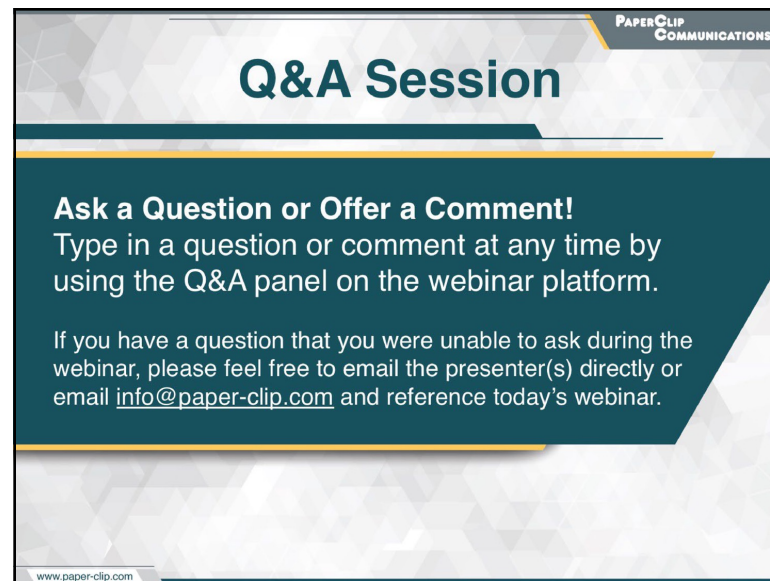 PAPERCLIP
COMMUNICATIONS
Q&A Session
Ask a Question or Offer a Comment!
Type in a question or comment at any time by
using the Q&A panel on the webinar platform.
If you have a question that you were unable to ask during the
webinar, please feel free to email the presenter(s) directly or
email info@paper-clip.com and reference today's webinar.
www.paper-clip.com